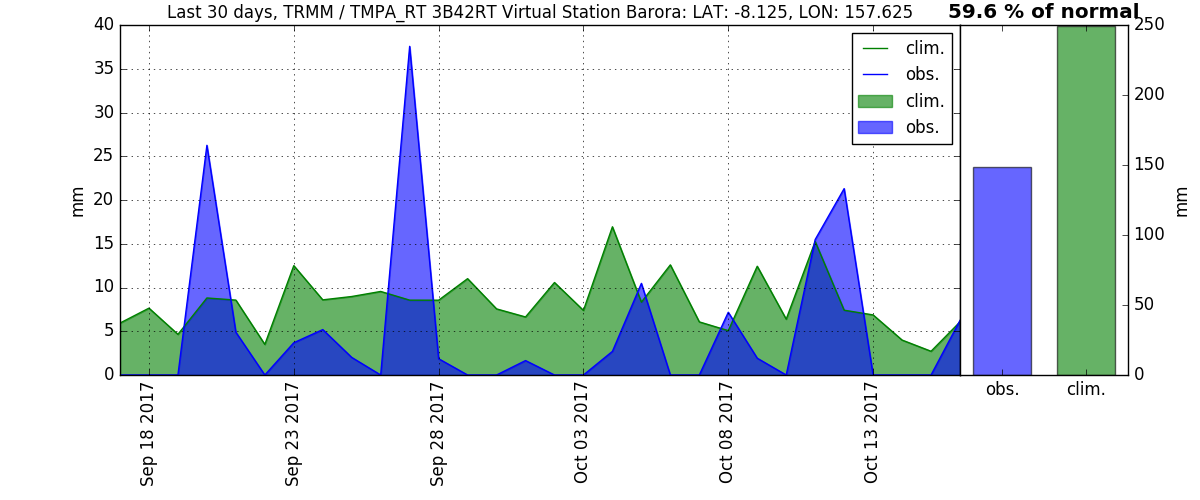 Last 30 days, TRMM / TMPA_RT 3B42RT Virtual Station Barora: LAT: -8.125, LON: 157.625
59.6 % of normal
40
35
30
25
20
15
10
5
0
mm
clim.
obs.
clim.
obs.
250
200
150
100
50
0
mm
obs.
clim.
Sep 18 2017
Sep 23 2017
Sep 28 2017
Oct 03 2017
Oct 08 2017
Oct 13 2017